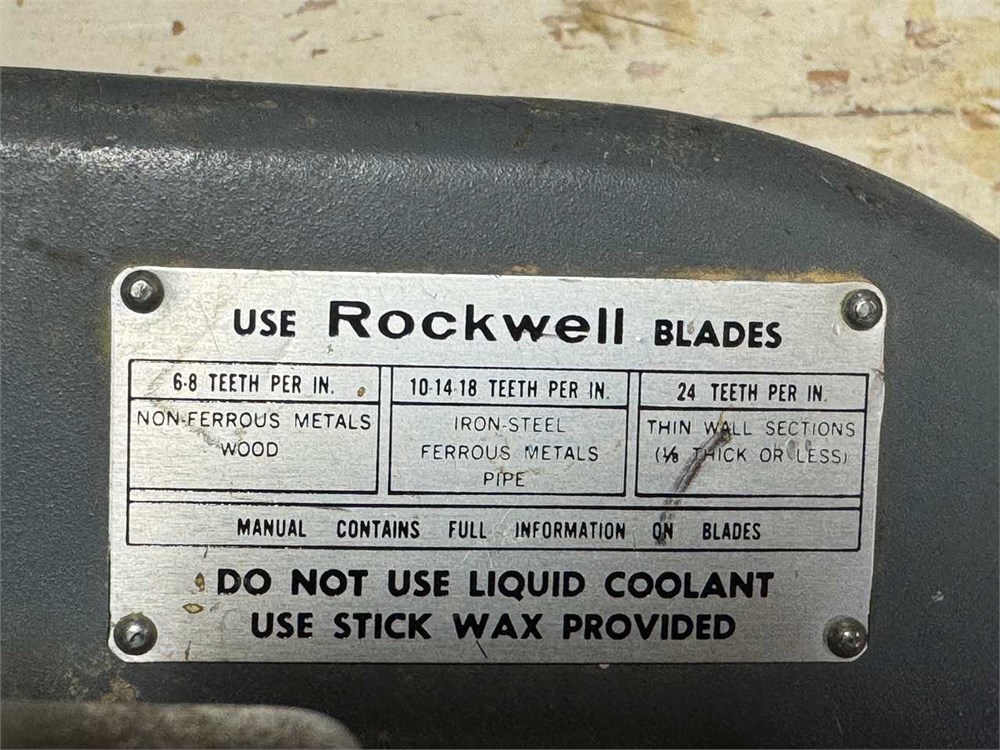 USE Rockwell BLADES
6-8 TEETH PER IN.
NON-FERROUS METALS
WOOD
10-14-18 TEETH PER IN.
IRON-STEEL
FERROUS METALS
PIPE
24 TEETH PER IN.
THIN WALL SECTIONS
(⅛ THICK OR LESS)
MANUAL CONTAINS FULL INFORMATION ON BLADES
DO NOT USE LIQUID COOLANT
USE STICK WAX PROVIDED